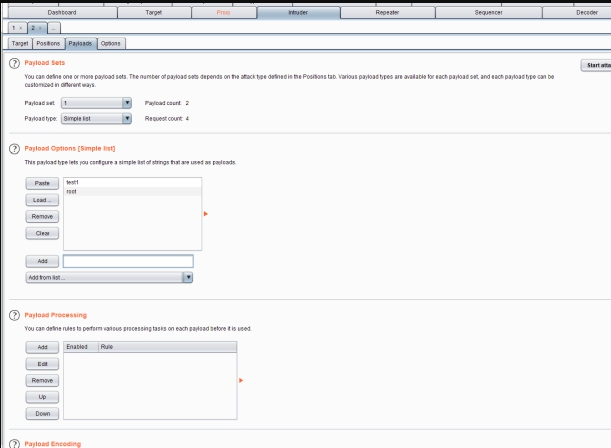 Dashboard Target Proxy Intruder Repeater Sequencer Decoder
1 × 2 × ...
Target Positions Payloads Options
? Payload Sets
Start atta
You can define one or more payload sets. The number of payload sets depends on the attack type defined in the Positions tab. Various payload types are available for each payload set, and each payload type can be
customized in different ways.
Payload set: 1 Payload count: 2
Payload type: Simple list Request count: 4
? Payload Options [Simple list]
This payload type lets you configure a simple list of strings that are used as payloads.
Paste test1
root
Load ...
Remove
Clear
Add
Add from list ...
? Payload Processing
You can define rules to perform various processing tasks on each payload before it is used.
Add Enabled Rule
Edit
Remove
Up
Down
? Payload Encoding